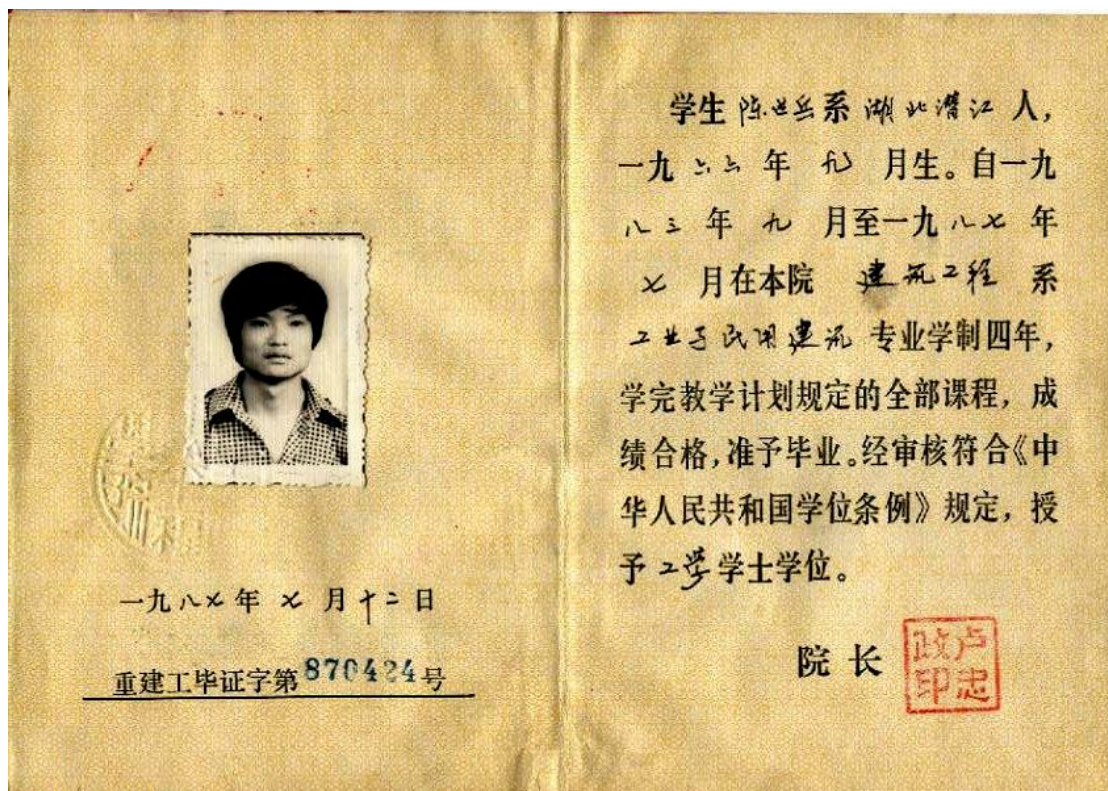 一九八七年七月十二日
重建工毕证字第870424号
学生陈世岳系湖北潜江人，
一九六六年九月生。自一九
八三年九月至一九八七年
七月在本院建筑工程系
工业与民用建筑专业学制四年，
学完教学计划规定的全部课程，成
绩合格，准予毕业。经审核符合《中
华人民共和国学位条例》规定，授
予工学学士学位。
院长
卢忠政印